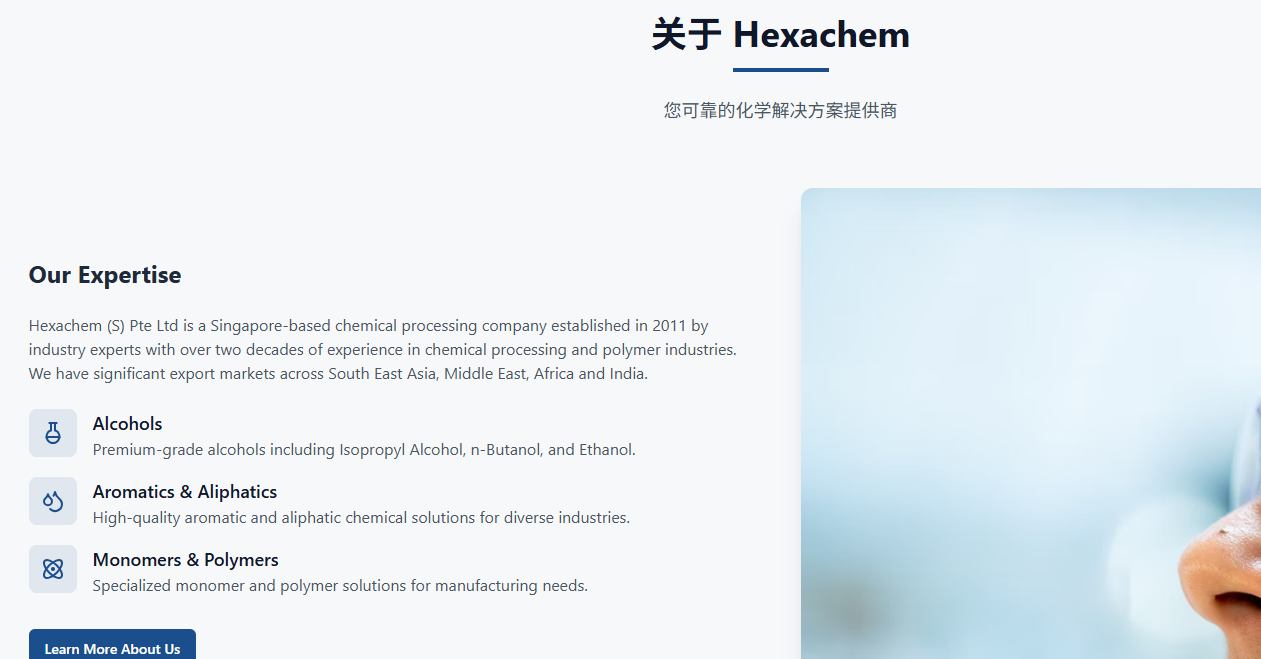 关于 Hexachem
您可靠的化学解决方案提供商
Our Expertise
Hexachem (S) Pte Ltd is a Singapore-based chemical processing company established in 2011 by
industry experts with over two decades of experience in chemical processing and polymer industries.
We have significant export markets across South East Asia, Middle East, Africa and India.
Alcohols
Premium-grade alcohols including Isopropyl Alcohol, n-Butanol, and Ethanol.
Aromatics & Aliphatics
High-quality aromatic and aliphatic chemical solutions for diverse industries.
Monomers & Polymers
Specialized monomer and polymer solutions for manufacturing needs.
Learn More About Us